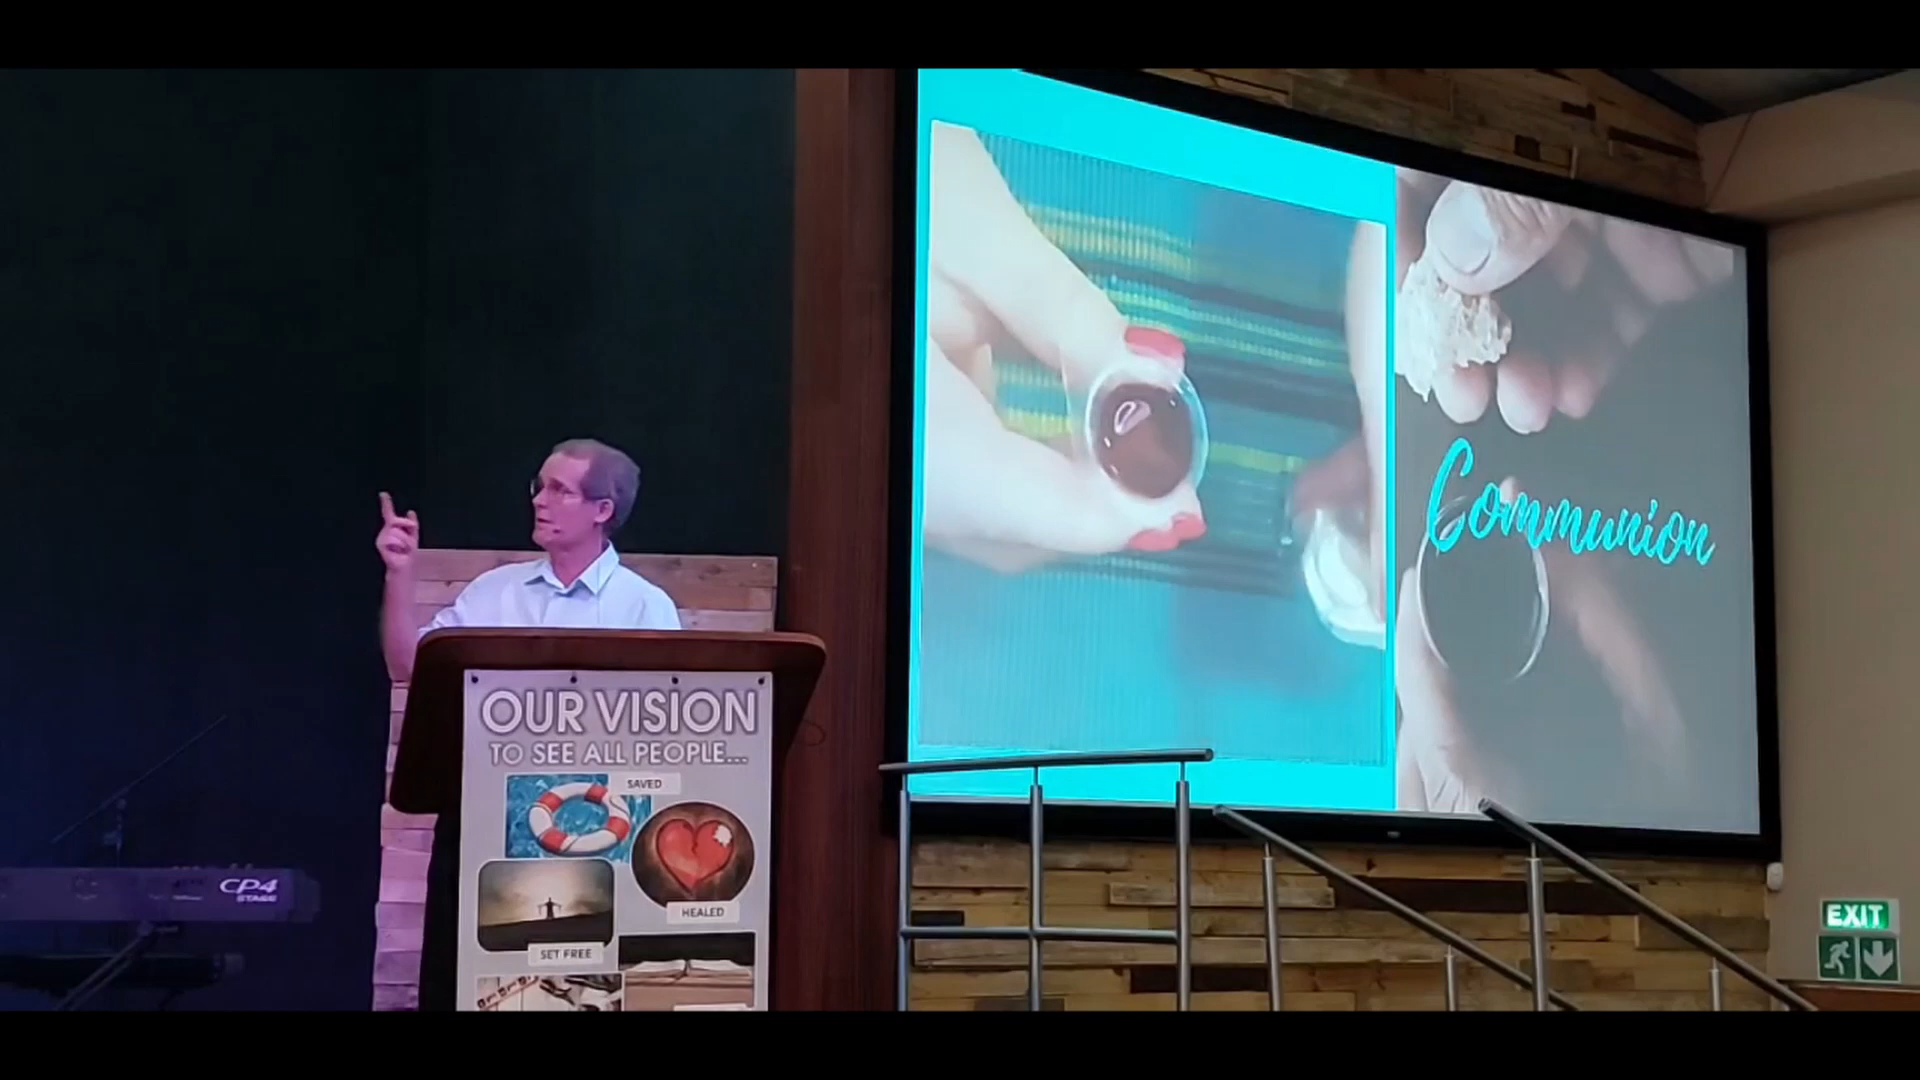 Communion
OUR VISION
TO SEE ALL PEOPLE...
SAVED
HEALED
SET FREE
CP4
STAGE
EXIT